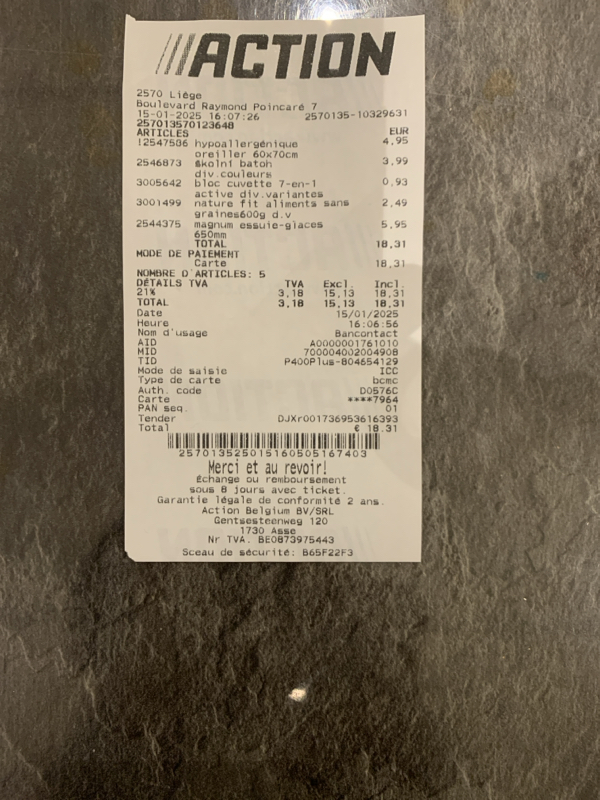 ///ACTION
2570 Liége
Boulevard Raymond Poincaré 7
15-01-2025 16:07:26 2570135-10329631
257013570123648
ARTICLES EUR
!2547506 hypoallergénique 4,95
oreiller 60x70cm
2546873 školní batoh 3,99
div.couleurs
3005642 bloc cuvette 7-en-1 0,93
active div.variantes
3001499 nature fit aliments sans 2,49
graines600g d.v
2544375 magnum essuie-glaces 5,95
650mm
TOTAL 18,31
MODE DE PAIEMENT
Carte 18,31
NOMBRE D'ARTICLES: 5
DÉTAILS TVA TVA Excl. Incl.
21% 3,18 15,13 18,31
TOTAL 3,18 15,13 18,31
Date 15/01/2025
Heure 16:06:56
Nom d'usage Bancontact
AID A0000001761010
MID 700004002004908
TID P400Plus-804654129
Mode de saisie ICC
Type de carte bcmc
Auth. code D0576C
Carte ****7964
PAN seq. 01
Tender DJXr001736953616393
Total € 18.31
2570135250151605051 67403
Merci et au revoir!
Échange ou remboursement
sous 8 jours avec ticket.
Garantie légale de conformité 2 ans.
Action Belgium BV/SRL
Gentsesteenweg 120
1730 Asse
Nr TVA. BE0873975443
Sceau de sécurité: B65F22F3